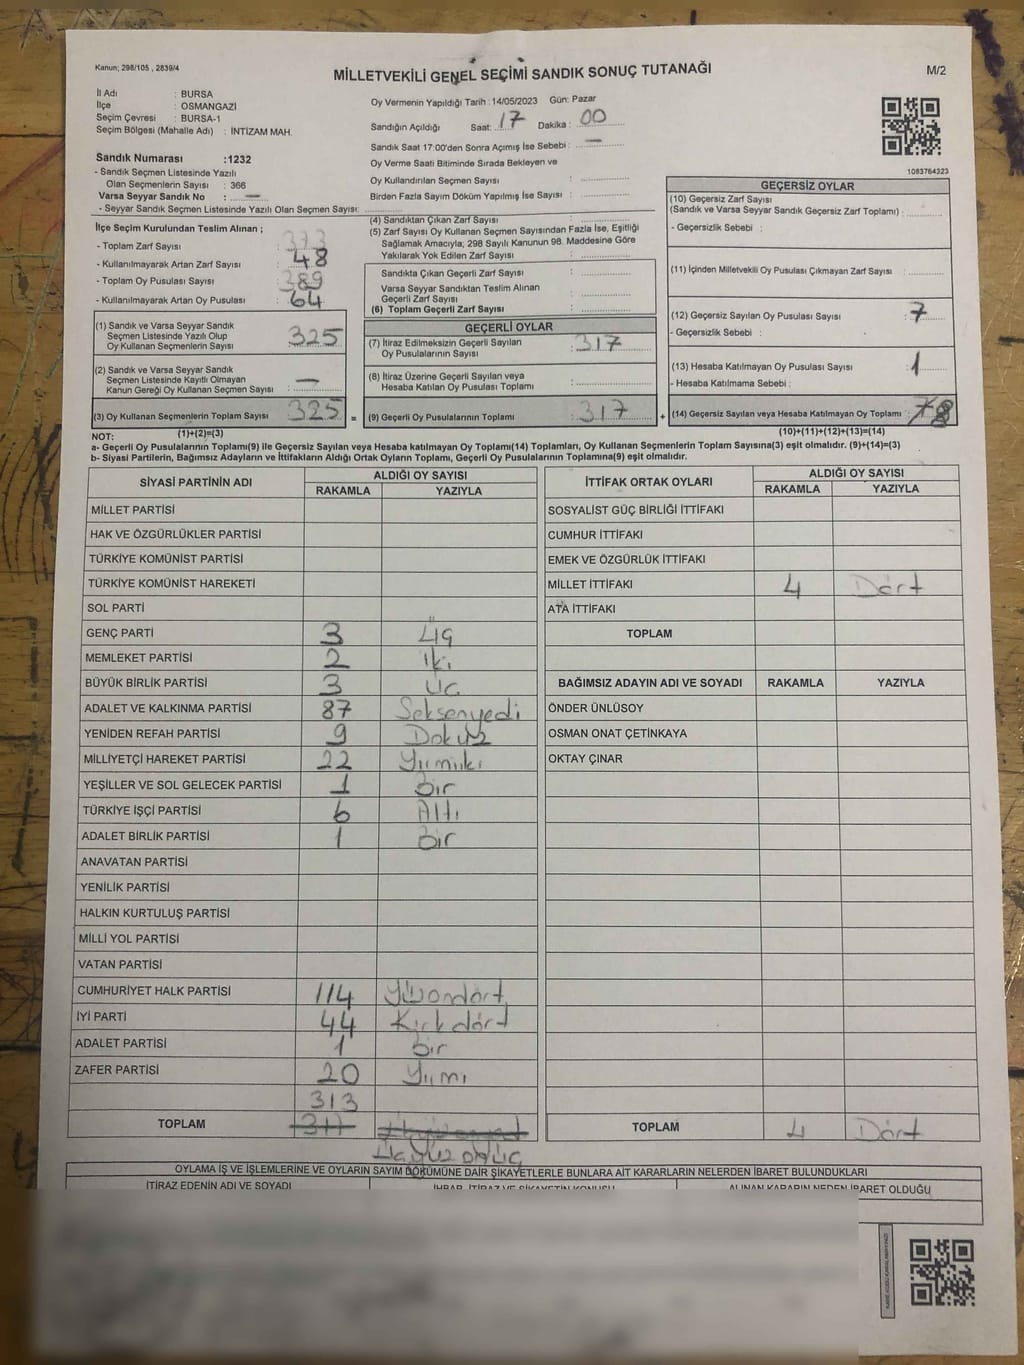 Kanun; 298/105 , 2839/4
MİLLETVEKİLİ GENEL SEÇİMİ SANDIK SONUÇ TUTANAĞI
M/2
İl Adı : BURSA
İlçe : OSMANGAZİ
Seçim Çevresi : BURSA-1
Seçim Bölgesi (Mahalle Adı) : İNTİZAM MAH.
Sandık Numarası :1232
- Sandık Seçmen Listesinde Yazılı
Olan Seçmenlerin Sayısı : 366
Varsa Seyyar Sandık No : —
- Seyyar Sandık Seçmen Listesinde Yazılı Olan Seçmen Sayısı:
Oy Vermenin Yapıldığı Tarih : 14/05/2023 Gün: Pazar
Sandığın Açıldığı Saat: 17 Dakika : 00
Sandık Saat 17:00'den Sonra Açımış İse Sebebi : —
Oy Verme Saati Bitiminde Sırada Bekleyen ve
Oy Kullandırılan Seçmen Sayısı :
Birden Fazla Sayım Döküm Yapılmış İse Sayısı :
1083764323
İlçe Seçim Kurulundan Teslim Alınan ;
- Toplam Zarf Sayısı : 373
- Kullanılmayarak Artan Zarf Sayısı : 48
- Toplam Oy Pusulası Sayısı : 389
- Kullanılmayarak Artan Oy Pusulası : 64
(1) Sandık ve Varsa Seyyar Sandık
Seçmen Listesinde Yazılı Olup
Oy Kullanan Seçmenlerin Sayısı : 325
(2) Sandık ve Varsa Seyyar Sandık
Seçmen Listesinde Kayıtlı Olmayan
Kanun Gereği Oy Kullanan Seçmen Sayısı : —
(3) Oy Kullanan Seçmenlerin Toplam Sayısı : 325
(1)+(2)=(3)
(4) Sandıktan Çıkan Zarf Sayısı :
(5) Zarf Sayısı Oy Kullanan Seçmen Sayısından Fazla İse, Eşitliği
Sağlamak Amacıyla; 298 Sayılı Kanunun 98. Maddesine Göre
Yakılarak Yok Edilen Zarf Sayısı :
Sandıkta Çıkan Geçerli Zarf Sayısı :
Varsa Seyyar Sandıktan Teslim Alınan
Geçerli Zarf Sayısı :
(6) Toplam Geçerli Zarf Sayısı :
GEÇERLİ OYLAR
(7) İtiraz Edilmeksizin Geçerli Sayılan
Oy Pusulalarının Sayısı : 317
(8) İtiraz Üzerine Geçerli Sayılan veya
Hesaba Katılan Oy Pusulası Toplamı :
= (9) Geçerli Oy Pusulalarının Toplamı : 317
GEÇERSİZ OYLAR
(10) Geçersiz Zarf Sayısı
(Sandık ve Varsa Seyyar Sandık Geçersiz Zarf Toplamı) :
- Geçersizlik Sebebi :
(11) İçinden Milletvekili Oy Pusulası Çıkmayan Zarf Sayısı :
(12) Geçersiz Sayılan Oy Pusulası Sayısı : 7
- Geçersizlik Sebebi :
(13) Hesaba Katılmayan Oy Pusulası Sayısı : 1
- Hesaba Katılmama Sebebi :
+ (14) Geçersiz Sayılan veya Hesaba Katılmayan Oy Toplamı : 8
(10)+(11)+(12)+(13)=(14)
NOT:
a- Geçerli Oy Pusulalarının Toplamı(9) ile Geçersiz Sayılan veya Hesaba katılmayan Oy Toplamı(14) Toplamları, Oy Kullanan Seçmenlerin Toplam Sayısına(3) eşit olmalıdır. (9)+(14)=(3)
b- Siyasi Partilerin, Bağımsız Adayların ve İttifakların Aldığı Ortak Oyların Toplamı, Geçerli Oy Pusulalarının Toplamına(9) eşit olmalıdır.
SİYASİ PARTİNİN ADI ALDIĞI OY SAYISI
RAKAMLA YAZIYLA
MİLLET PARTİSİ
HAK VE ÖZGÜRLÜKLER PARTİSİ
TÜRKİYE KOMÜNİST PARTİSİ
TÜRKİYE KOMÜNİST HAREKETİ
SOL PARTİ
GENÇ PARTİ 3 Üç
MEMLEKET PARTİSİ 2 İki
BÜYÜK BİRLİK PARTİSİ 3 Üç
ADALET VE KALKINMA PARTİSİ 87 Seksenyedi
YENİDEN REFAH PARTİSİ 9 Dokuz
MİLLİYETÇİ HAREKET PARTİSİ 22 Yirmiiki
YEŞİLLER VE SOL GELECEK PARTİSİ 1 Bir
TÜRKİYE İŞÇİ PARTİSİ 6 Altı
ADALET BİRLİK PARTİSİ 1 Bir
ANAVATAN PARTİSİ
YENİLİK PARTİSİ
HALKIN KURTULUŞ PARTİSİ
MİLLİ YOL PARTİSİ
VATAN PARTİSİ
CUMHURİYET HALK PARTİSİ 114 Yüzondört
İYİ PARTİ 44 Kırkdört
ADALET PARTİSİ 1 bir
ZAFER PARTİSİ 20 Yirmi
313
TOPLAM 317
Üçyüz onüç
İTTİFAK ORTAK OYLARI ALDIĞI OY SAYISI
RAKAMLA YAZIYLA
SOSYALİST GÜÇ BİRLİĞİ İTTİFAKI
CUMHUR İTTİFAKI
EMEK VE ÖZGÜRLÜK İTTİFAKI
MİLLET İTTİFAKI 4 Dört
ATA İTTİFAKI
TOPLAM
BAĞIMSIZ ADAYIN ADI VE SOYADI RAKAMLA YAZIYLA
ÖNDER ÜNLÜSOY
OSMAN ONAT ÇETİNKAYA
OKTAY ÇINAR
TOPLAM 4 Dört
OYLAMA İŞ VE İŞLEMLERİNE VE OYLARIN SAYIM DÖKÜMÜNE DAİR ŞİKAYETLERLE BUNLARA AİT KARARLARIN NELERDEN İBARET BULUNDUKLARI
İTİRAZ EDENİN ADI VE SOYADI
İHBAR, İTİRAZ VE ŞİKAYETİN KONUSU
ALINAN KARARIN NEDEN İBARET OLDUĞU